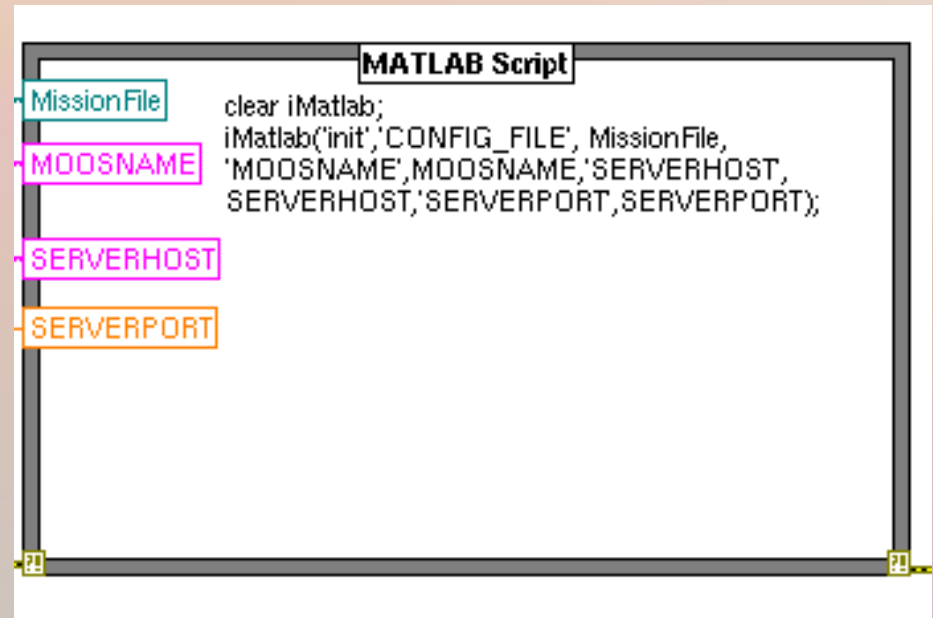 MATLAB Script
MissionFile
clear iMatlab;
iMatlab('init','CONFIG_FILE', MissionFile,
MOOSNAME
'MOOSNAME',MOOSNAME,'SERVERHOST',
SERVERHOST,'SERVERPORT',SERVERPORT);
SERVERHOST
SERVERPORT
?!
?!